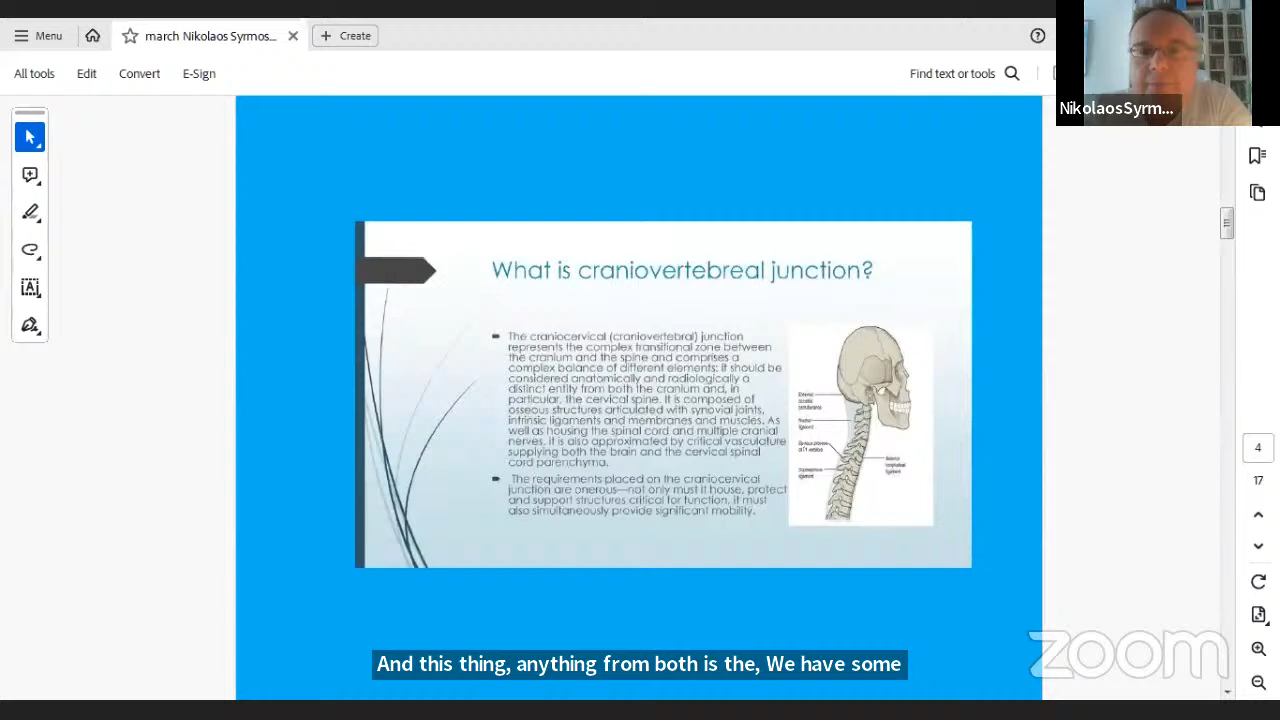 Menu
march Nikolaos Syrmos...
Create
All tools
Edit
Convert
E-Sign
Find text or tools
NikolaosSyrm...
What is craniovertebreal junction?
The craniocervical (craniovertebral) junction
represents the complex transitional zone between
the cranium and the spine and comprises a
complex balance of different elements: it should be
considered anatomically and radiologically a
distinct entity from both the cranium and, in
particular, the cervical spine. It is composed of
osseous structures articulated with synovial joints,
intrinsic ligaments and membranes and muscles. As
well as housing the spinal cord and multiple cranial
nerves, it is also approximated by critical vasculature
supplying both the brain and the cervical spinal
cord parenchyma.
The requirements placed on the craniocervical
junction are onerous—not only must it house, protect
and support structures critical for function, it must
also simultaneously provide significant mobility.
External
ligament
Spinous process
ligament
longitudinal
ligament
4
17
And this thing, anything from both is the, We have some
zoom